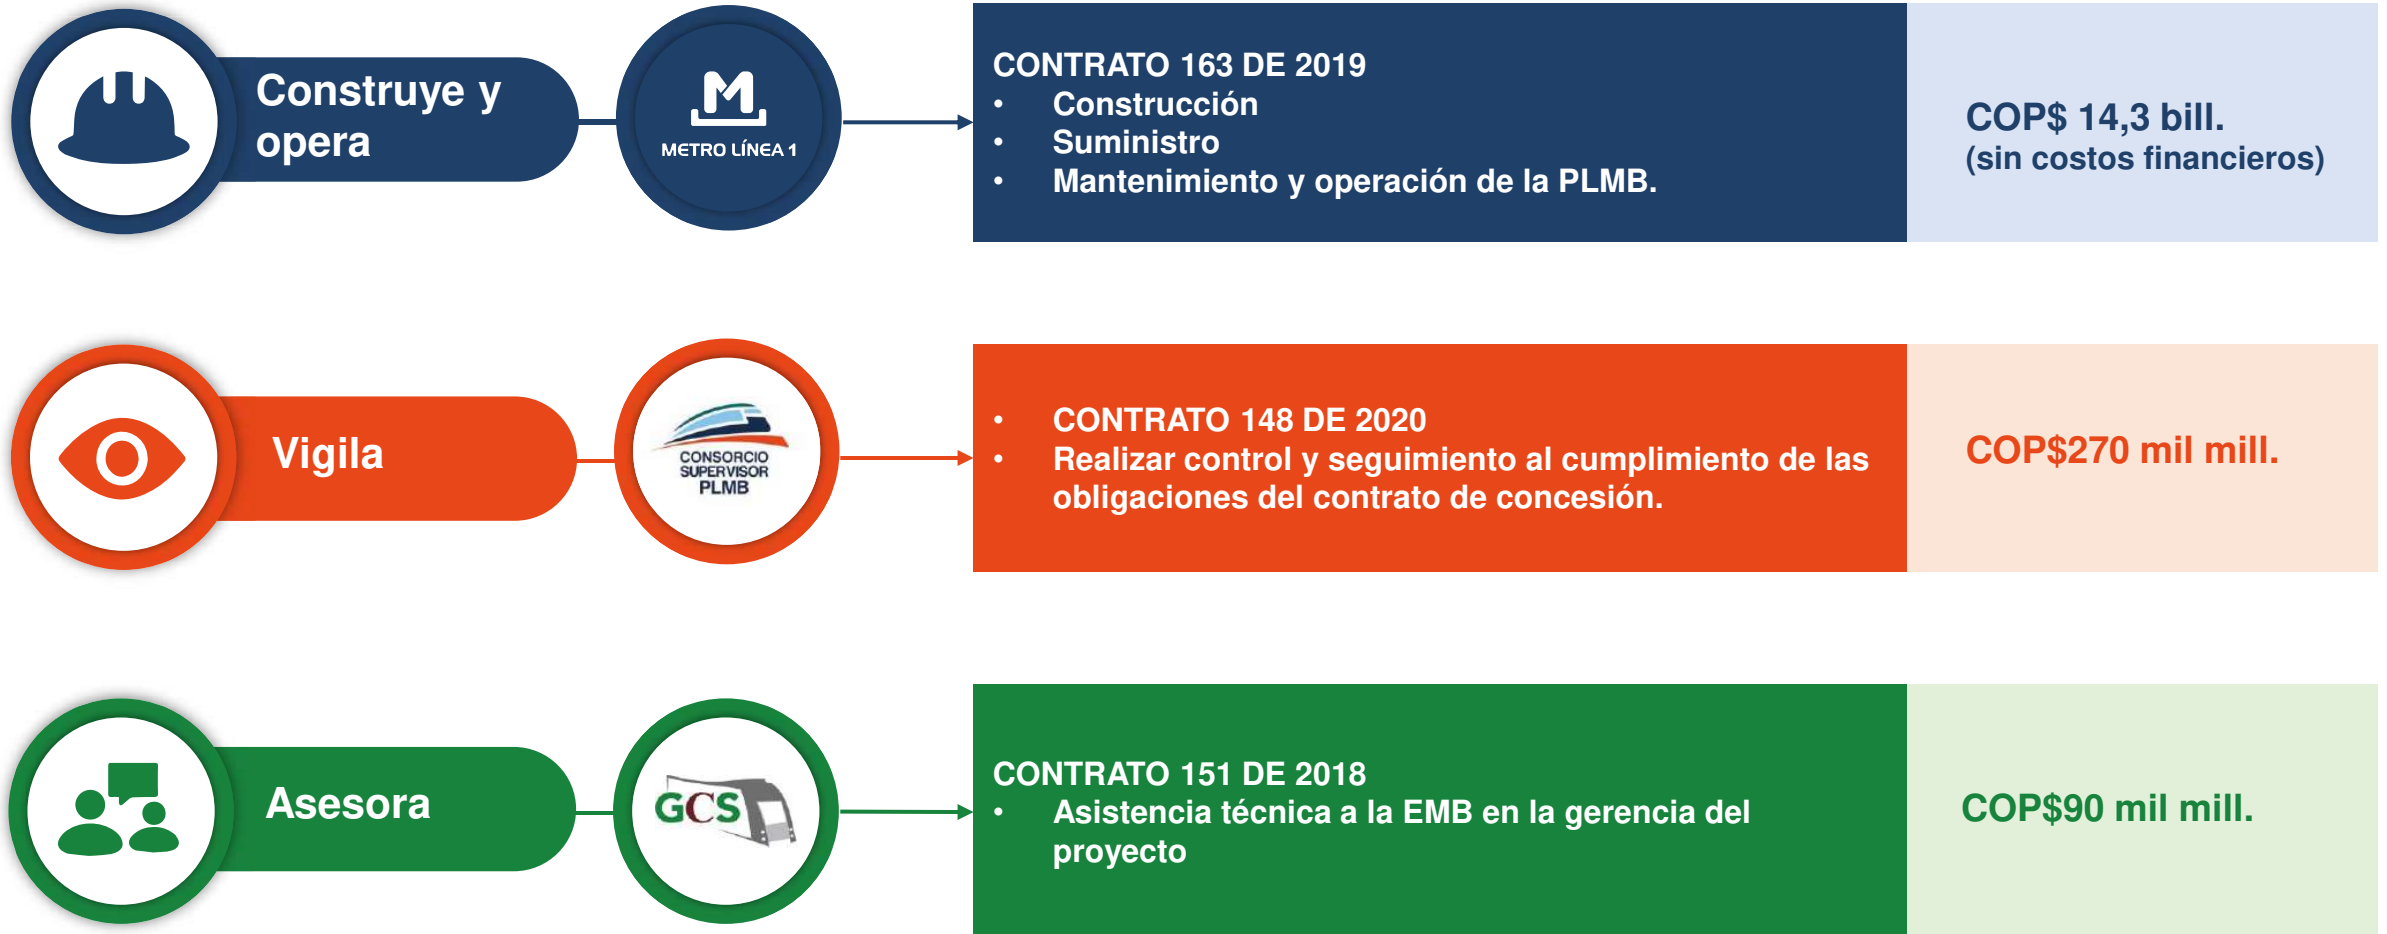 Construye y
opera
METRO LÍNEA 1
CONTRATO 163 DE 2019
• Construcción
• Suministro
• Mantenimiento y operación de la PLMB.
COP$ 14,3 bill.
(sin costos financieros)
Vigila
CONSORCIO
SUPERVISOR
PLMB
• CONTRATO 148 DE 2020
• Realizar control y seguimiento al cumplimiento de las
obligaciones del contrato de concesión.
COP$270 mil mill.
Asesora
GCS
CONTRATO 151 DE 2018
• Asistencia técnica a la EMB en la gerencia del
proyecto
COP$90 mil mill.